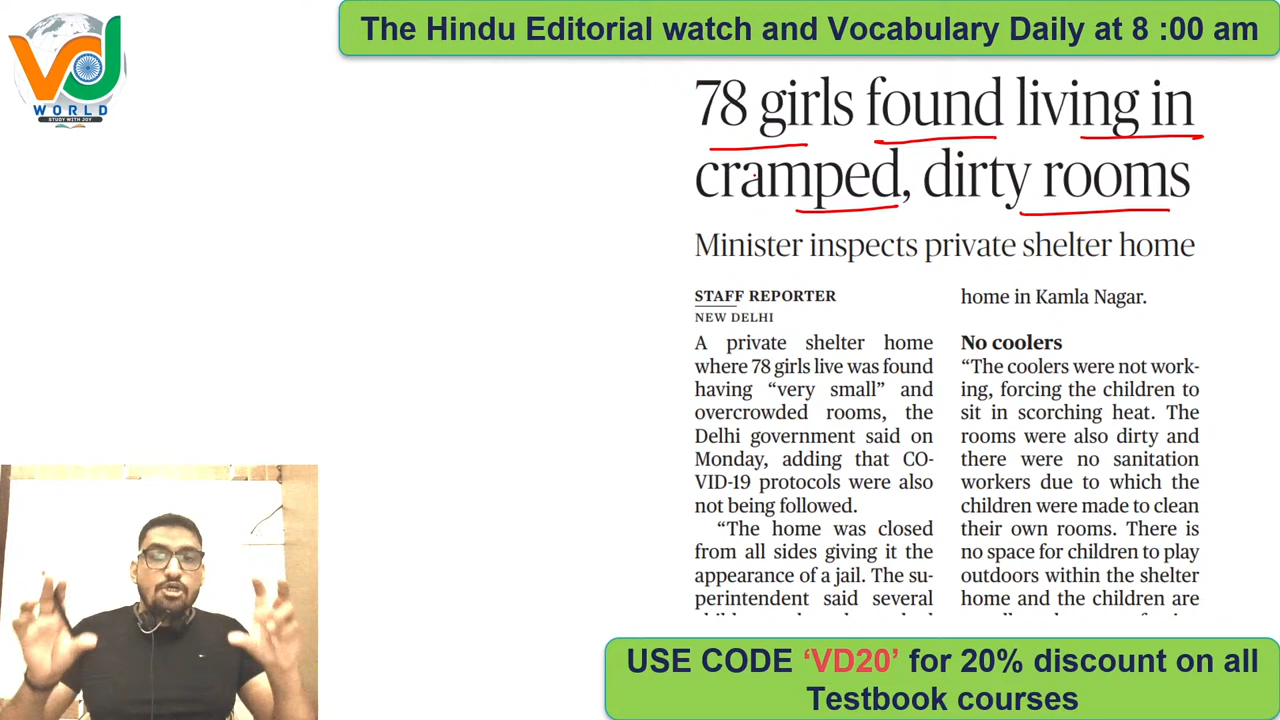 The Hindu Editorial watch and Vocabulary Daily at 8 :00 am
VD
WORLD
STUDY WITH JOY
78 girls found living in
cramped, dirty rooms
Minister inspects private shelter home
STAFF REPORTER
NEW DELHI
A private shelter home
where 78 girls live was found
having “very small” and
overcrowded rooms, the
Delhi government said on
Monday, adding that CO-
VID-19 protocols were also
not being followed.
“The home was closed
from all sides giving it the
appearance of a jail. The su-
perintendent said several
home in Kamla Nagar.
No coolers
“The coolers were not work-
ing, forcing the children to
sit in scorching heat. The
rooms were also dirty and
there were no sanitation
workers due to which the
children were made to clean
their own rooms. There is
no space for children to play
outdoors within the shelter
home and the children are
USE CODE ‘VD20’ for 20% discount on all
Testbook courses